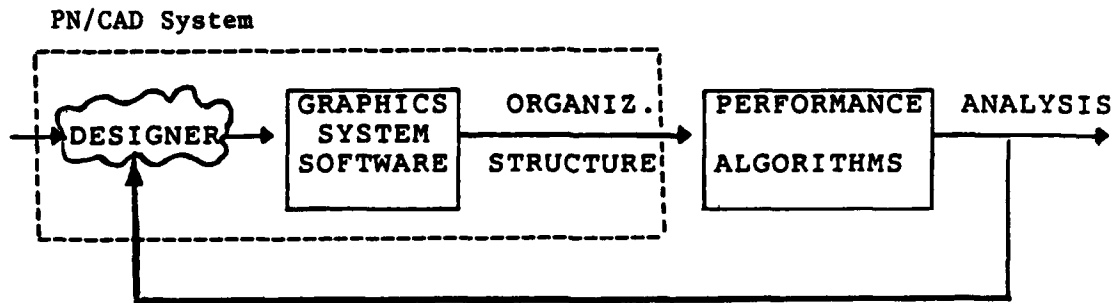 PN/CAD System
DESIGNER
GRAPHICS
SYSTEM
SOFTWARE
ORGANIZ.
STRUCTURE
PERFORMANCE
ALGORITHMS
ANALYSIS